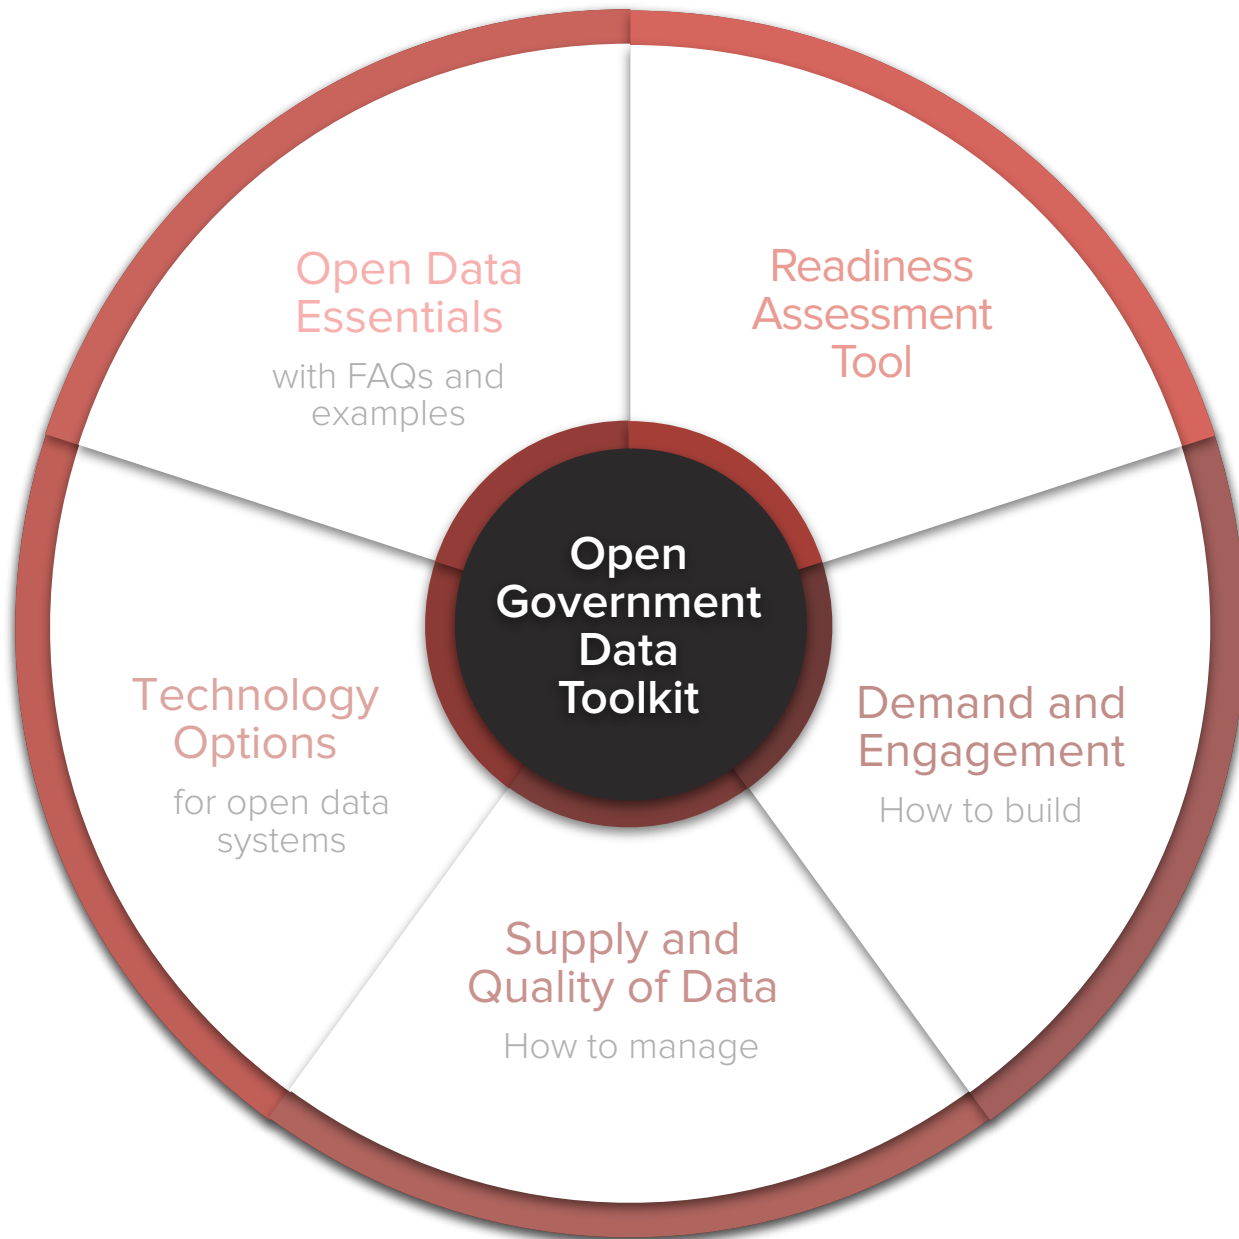 Open Data
Essentials
with FAQs and
examples
Readiness
Assessment
Tool
Open
Government
Data
Toolkit
Technology
Options
for open data
systems
Demand and
Engagement
How to build
Supply and
Quality of Data
How to manage